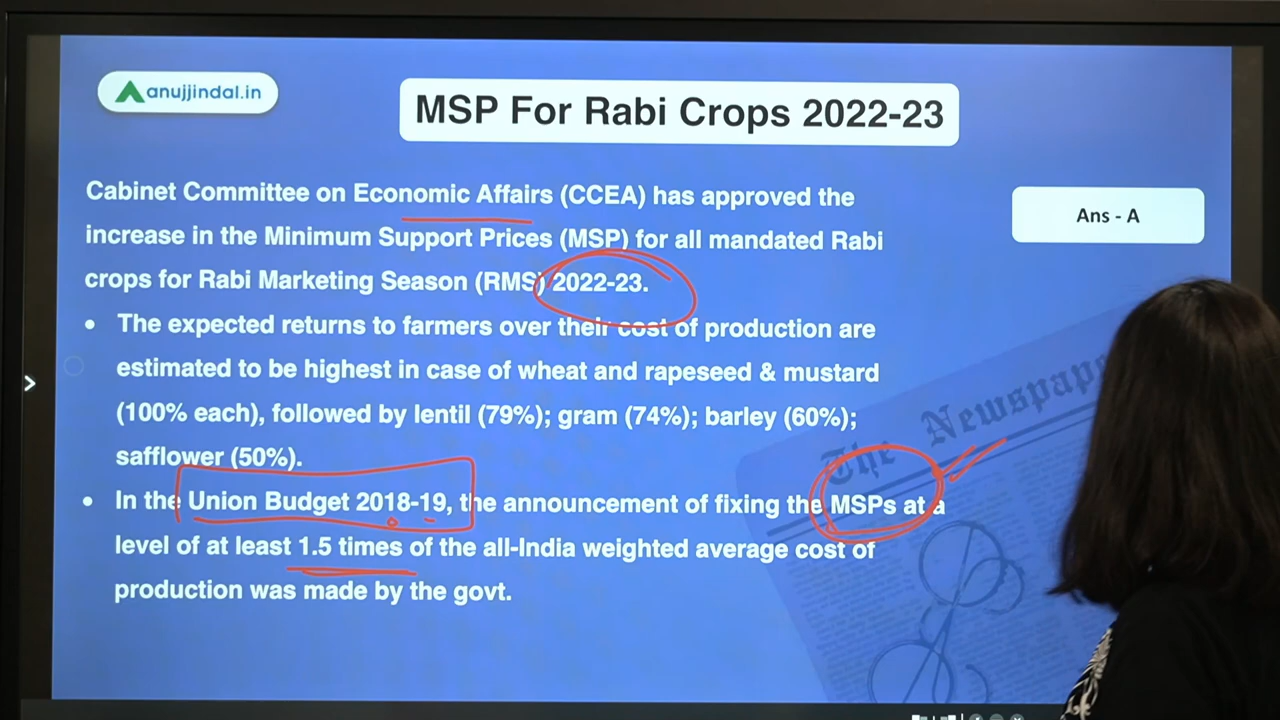 anujjindal.in
MSP For Rabi Crops 2022-23
Cabinet Committee on Economic Affairs (CCEA) has approved the
increase in the Minimum Support Prices (MSP) for all mandated Rabi
crops for Rabi Marketing Season (RMS) 2022-23.
Ans - A
• The expected returns to farmers over their cost of production are
estimated to be highest in case of wheat and rapeseed & mustard
(100% each), followed by lentil (79%); gram (74%); barley (60%);
safflower (50%).
• In the Union Budget 2018-19, the announcement of fixing the MSPs at a
level of at least 1.5 times of the all-India weighted average cost of
production was made by the govt.
The Newspape